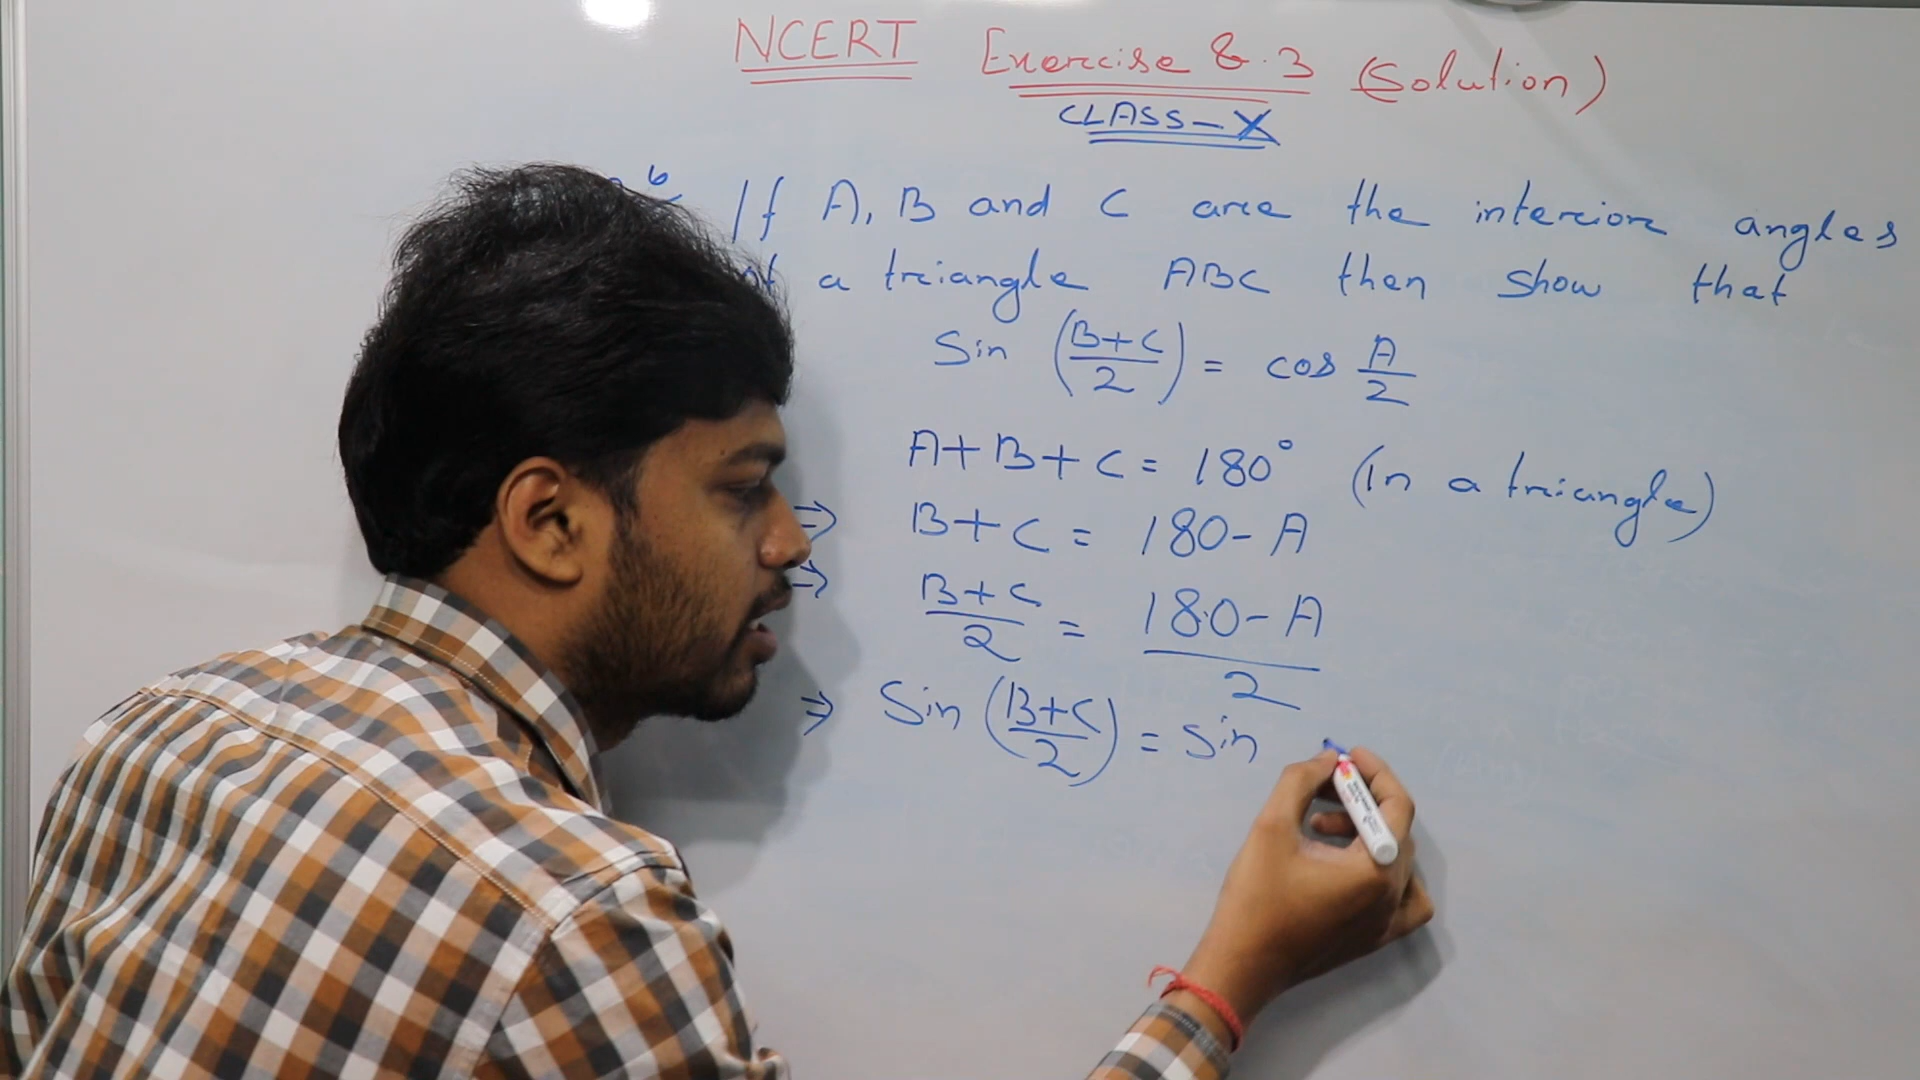 NCERT Exercise 8.3 (Solution)
CLASS-X
6 If A, B and C are the interior angles
of a triangle ABC then show that
Sin ((B+C)/2) = cos A/2
A+B+C = 180° (In a triangle)
⇒ B+C = 180-A
⇒ (B+C)/2 = (180-A)/2
⇒ Sin ((B+C)/2) = Sin